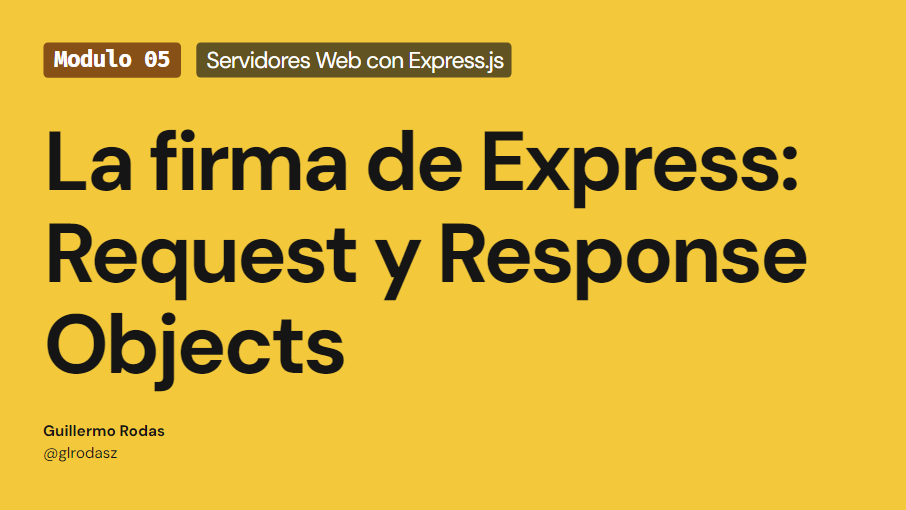 Modulo 05
Servidores Web con Express.js
La firma de Express:
Request y Response
Objects
Guillermo Rodas
@glrodasz